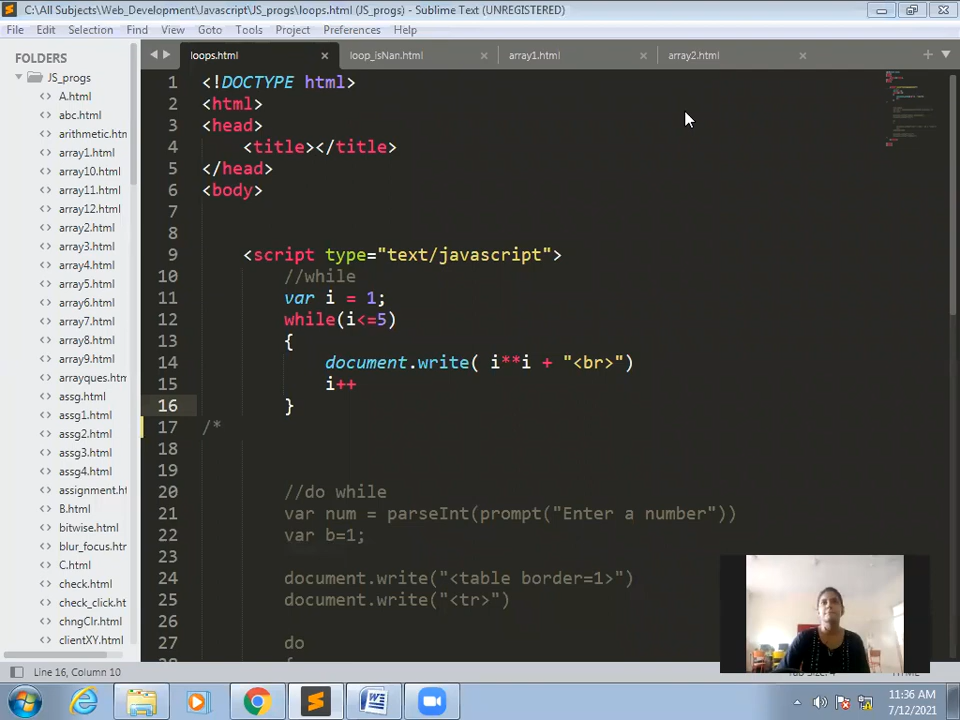 C:\All Subjects\Web_Development\Javascript\JS_progs\loops.html (JS_progs) - Sublime Text (UNREGISTERED)
File Edit Selection Find View Goto Tools Project Preferences Help
FOLDERS
JS_progs
A.html
abc.html
arithmetic.htn
array1.html
array10.html
array11.html
array12.html
array2.html
array3.html
array4.html
array5.html
array6.html
array7.html
array8.html
array9.html
arrayques.htm
assg.html
assg1.html
assg2.html
assg3.html
assg4.html
assignment.ht
B.html
bitwise.html
blur_focus.htr
C.html
check.html
check_click.ht
chngClr.html
clientXY.html
loops.html loop_isNan.html array1.html array2.html
1 <!DOCTYPE html>
2 <html>
3 <head>
4 <title></title>
5 </head>
6 <body>
7
8
9 <script type="text/javascript">
10 //while
11 var i = 1;
12 while(i<=5)
13 {
14 document.write( i**i + "<br>")
15 i++
16 }
17 /*
18
19
20 //do while
21 var num = parseInt(prompt("Enter a number"))
22 var b=1;
23
24 document.write("<table border=1>")
25 document.write("<tr>")
26
27 do
Line 16, Column 10
11:36 AM
7/12/2021